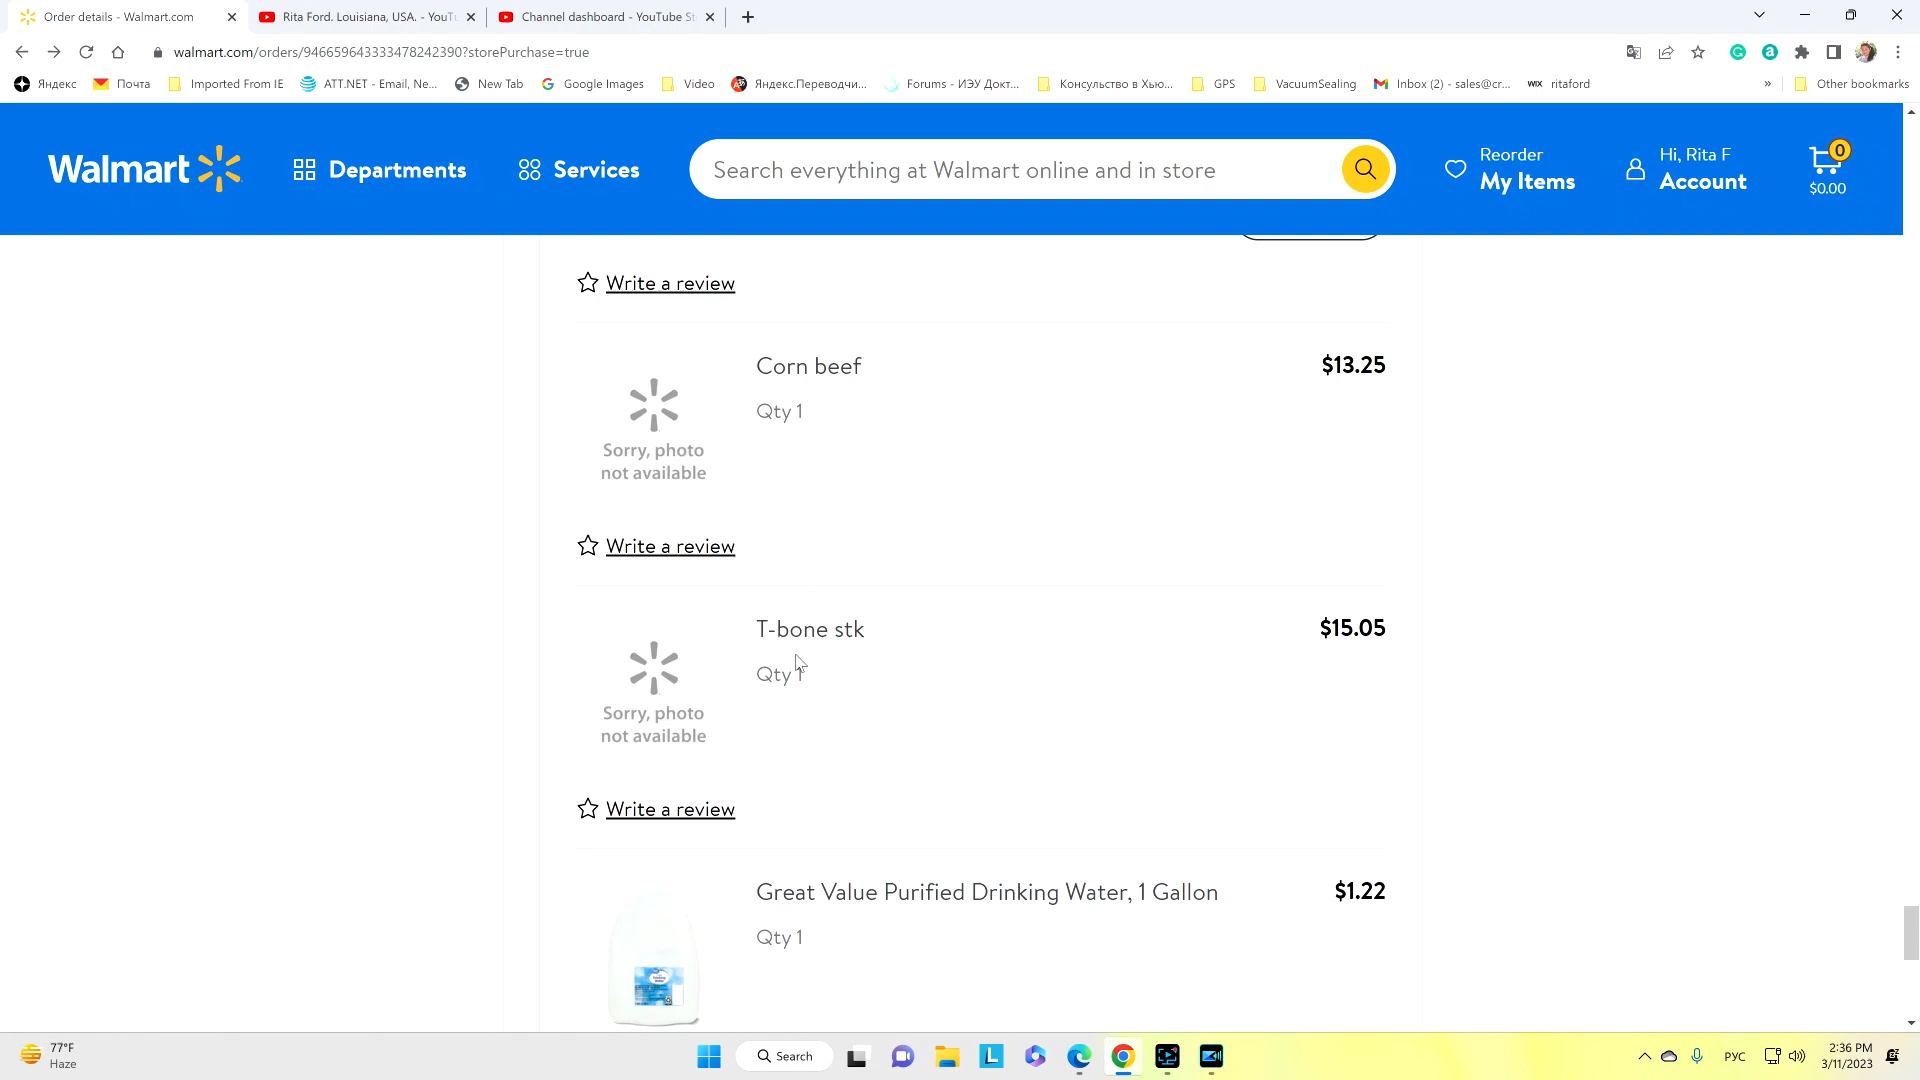 Order details - Walmart.com
Rita Ford. Louisiana, USA. - YouTu
Channel dashboard - YouTube St
walmart.com/orders/946659643333478242390?storePurchase=true
Яндекс
Почта
Imported From IE
ATT.NET - Email, Ne...
New Tab
Google Images
Video
Яндекс.Переводчи...
Forums - ИЭУ Докт...
Консульство в Хью...
GPS
VacuumSealing
Inbox (2) - sales@cr...
WIX ritaford
»
Other bookmarks
Walmart
Departments
Services
Search everything at Walmart online and in store
Reorder
My Items
Hi, Rita F
Account
0
$0.00
Write a review
Corn beef
$13.25
Qty 1
Sorry, photo
not available
Write a review
T-bone stk
$15.05
Qty 1
Sorry, photo
not available
Write a review
Great Value Purified Drinking Water, 1 Gallon
$1.22
Qty 1
77°F
Haze
Search
РУС
2:36 PM
3/11/2023